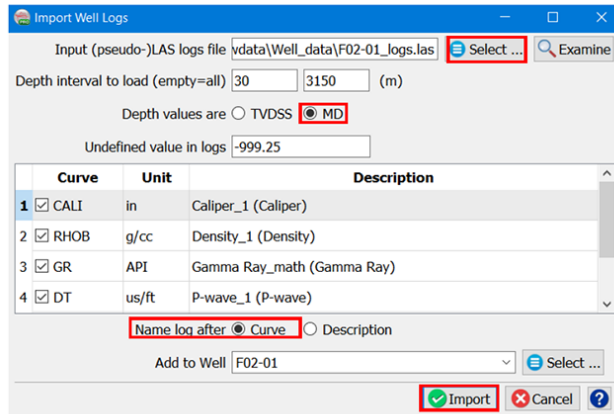 Import Well Logs
Input (pseudo-)LAS logs file vdata\Well_data\F02-01_logs.las Select ... Examine
Depth interval to load (empty=all) 30 3150 (m)
Depth values are TVDSS MD
Undefined value in logs -999.25
Curve Unit Description
1 CALI in Caliper_1 (Caliper)
2 RHOB g/cc Density_1 (Density)
3 GR API Gamma Ray_math (Gamma Ray)
4 DT us/ft P-wave_1 (P-wave)
Name log after Curve Description
Add to Well F02-01 Select ...
Import Cancel ?